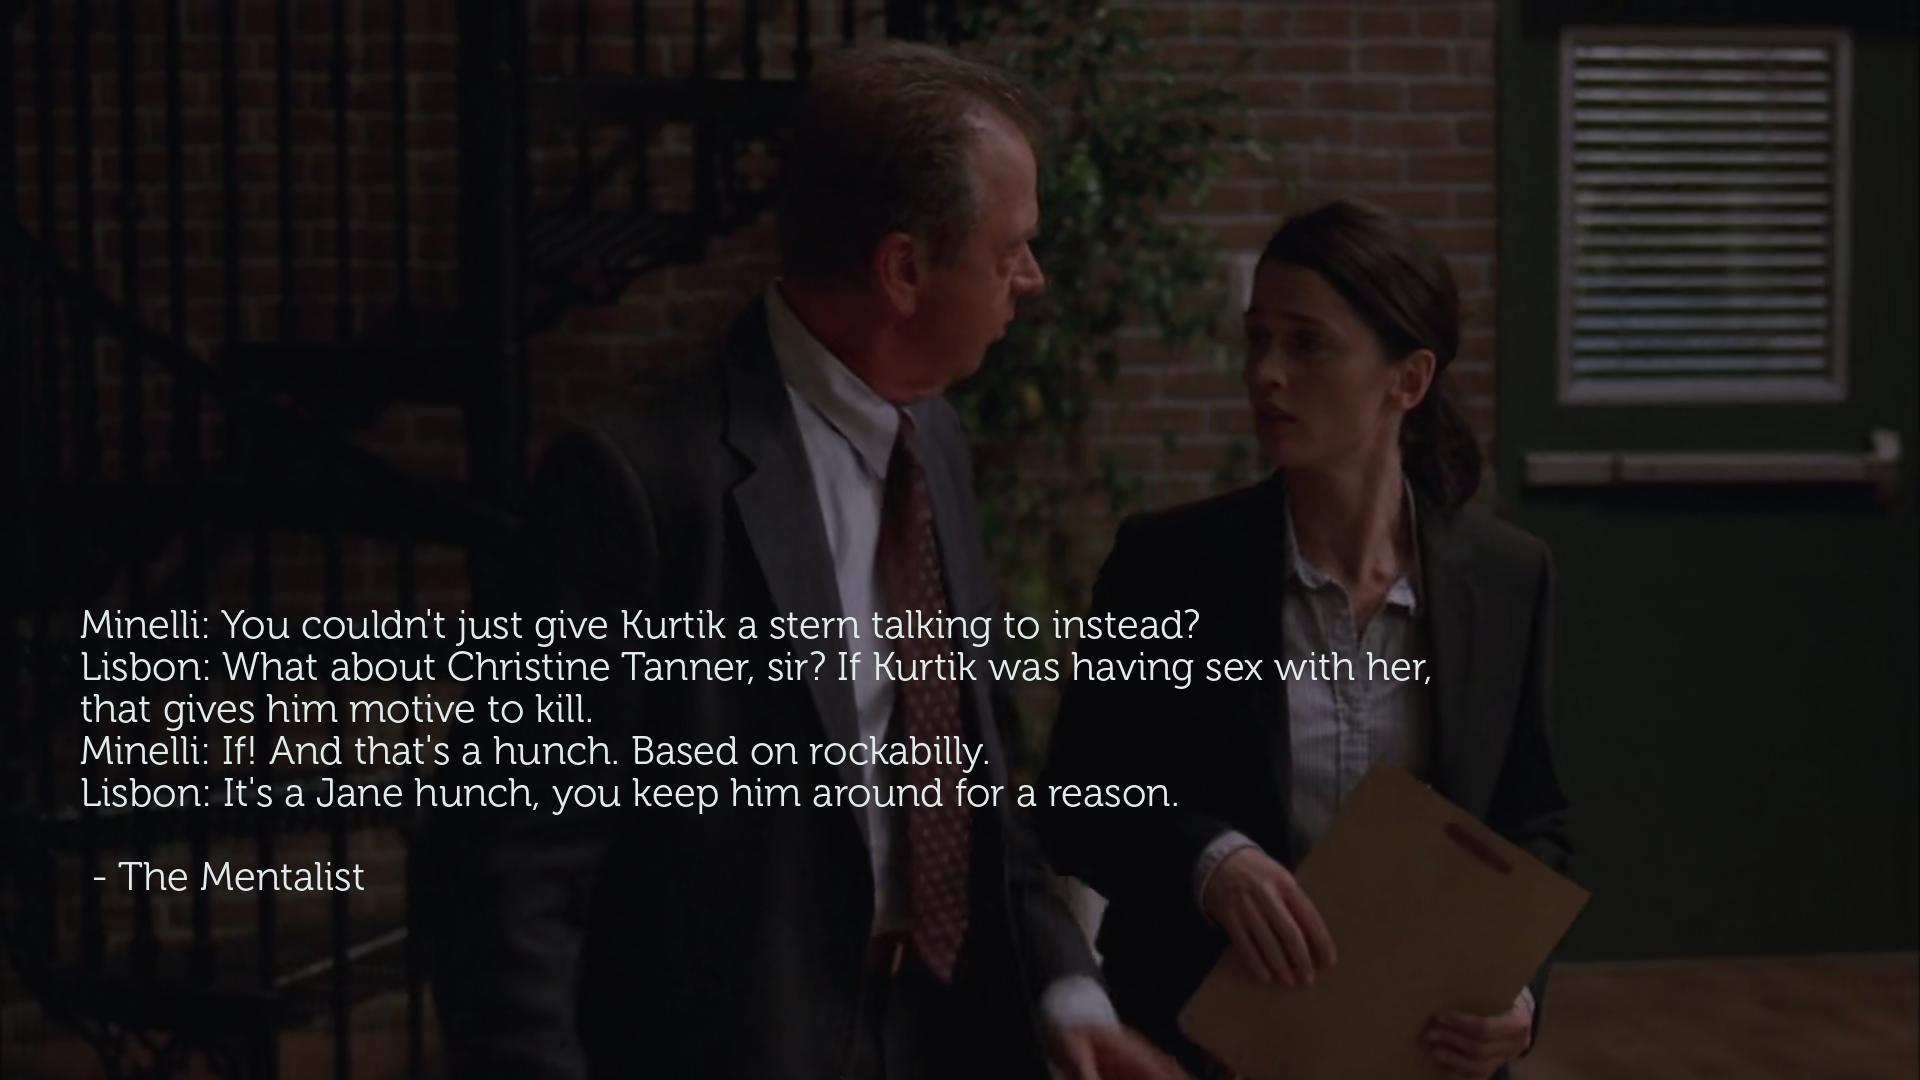 Minelli: You couldn't just give Kurtik a stern talking to instead?
Lisbon: What about Christine Tanner, sir? If Kurtik was having sex with her,
that gives him motive to kill.
Minelli: If! And that's a hunch. Based on rockabilly.
Lisbon: It's a Jane hunch, you keep him around for a reason.
- The Mentalist